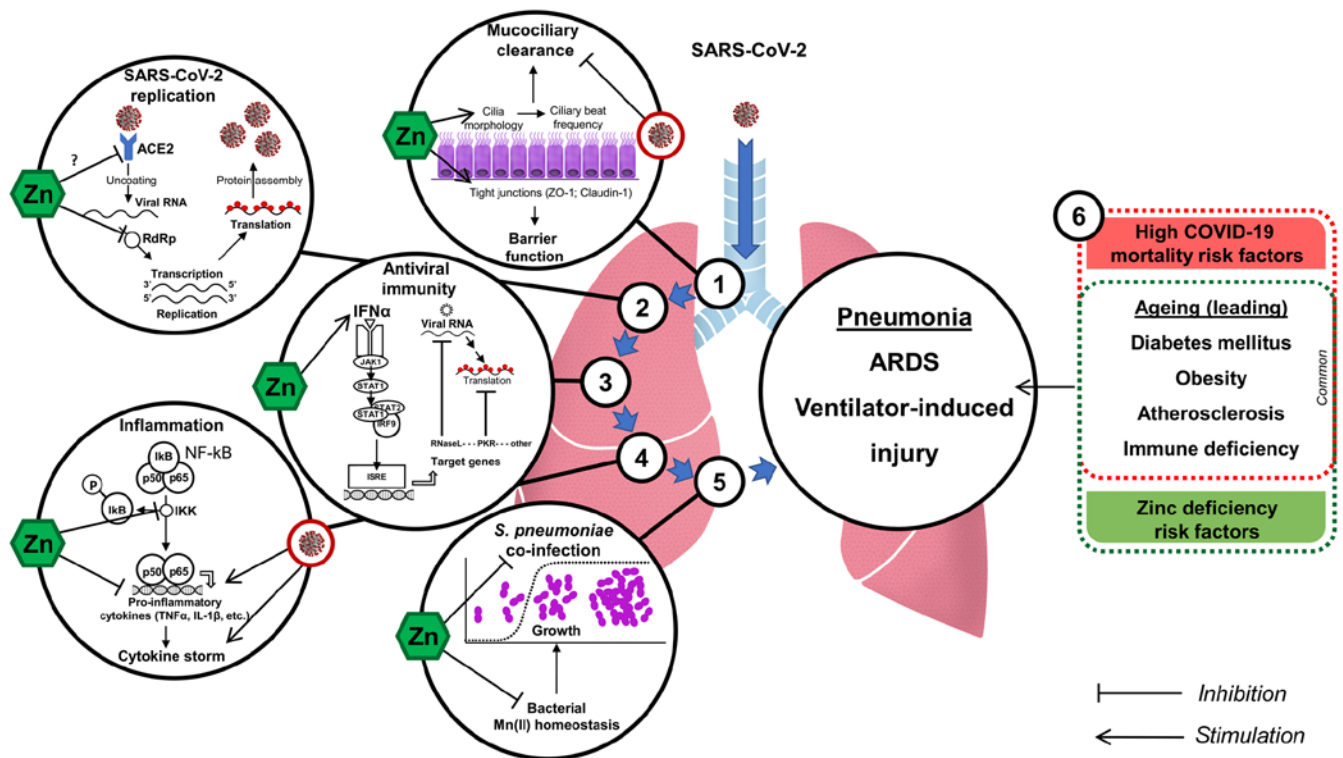 SARS-CoV-2
replication
Zn
?
ACE2
Uncoating
Viral RNA
RdRp
Transcription
3' 5'
5' 3'
Replication
Protein assembly
Translation
Mucociliary
clearance
Zn
Cilia
morphology
Ciliary beat
frequency
Tight junctions (ZO-1; Claudin-1)
Barrier
function
SARS-CoV-2
Antiviral
immunity
Zn
IFNα
JAK1
STAT1
STAT2
STAT1
IRF9
ISRE
Viral RNA
Translation
RNaseL----PKR---other
Target genes
Inflammation
Zn
IkB
NF-kB
p50
p65
P
IkB
IKK
p50
p65
Pro-inflammatory
cytokines (TNFα, IL-1β, etc.)
Cytokine storm
S. pneumoniae
co-infection
Zn
Growth
Bacterial
Mn(II) homeostasis
1
2
3
4
5
Pneumonia
ARDS
Ventilator-induced
injury
6
High COVID-19
mortality risk factors
Ageing (leading)
Diabetes mellitus
Obesity
Atherosclerosis
Immune deficiency
Common
Zinc deficiency
risk factors
Inhibition
Stimulation